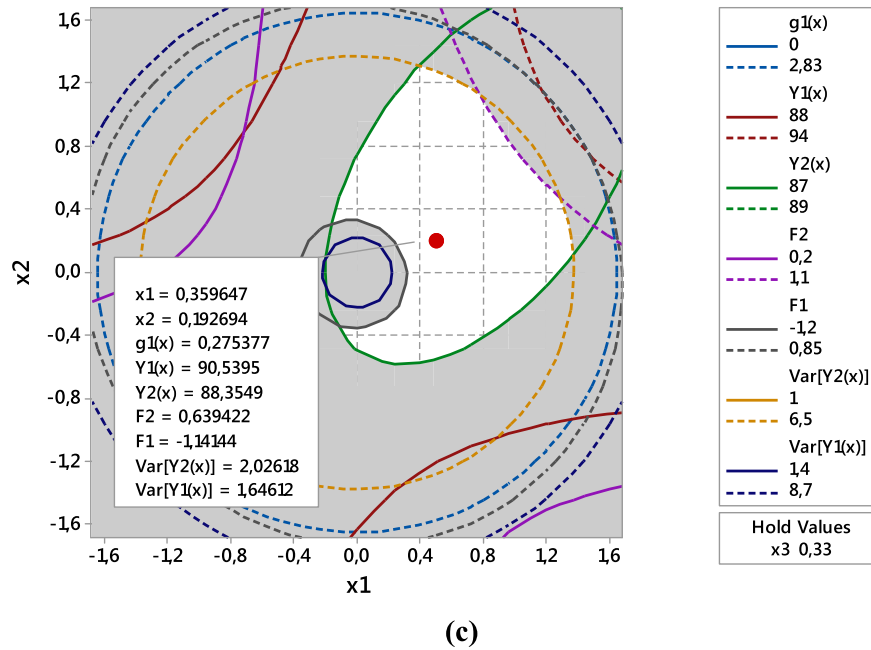 1,6
1,2
0,8
0,4
0,0
-0,4
-0,8
-1,2
-1,6
x2
x1 = 0,359647
x2 = 0,192694
g1(x) = 0,275377
Y1(x) = 90,5395
Y2(x) = 88,3549
F2 = 0,639422
F1 = -1,14144
Var[Y2(x)] = 2,02618
Var[Y1(x)] = 1,64612
-1,6 -1,2 -0,8 -0,4 0,0 0,4 0,8 1,2 1,6
x1
g1(x)
0
2,83
Y1(x)
88
94
Y2(x)
87
89
F2
0,2
1,1
F1
-1,2
0,85
Var[Y2(x)]
1
6,5
Var[Y1(x)]
1,4
8,7
Hold Values
x3 0,33
(c)